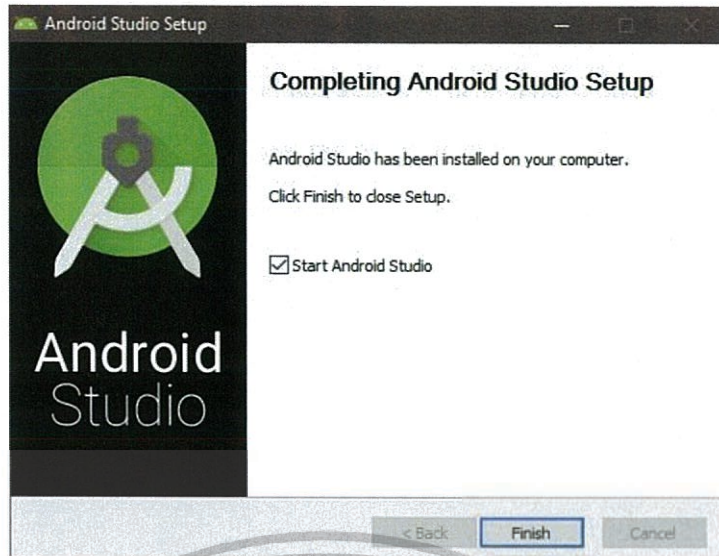 Android Studio Setup
Completing Android Studio Setup
Android Studio has been installed on your computer.
Click Finish to close Setup.
Start Android Studio
Android
Studio
< Back
Finish
Cancel